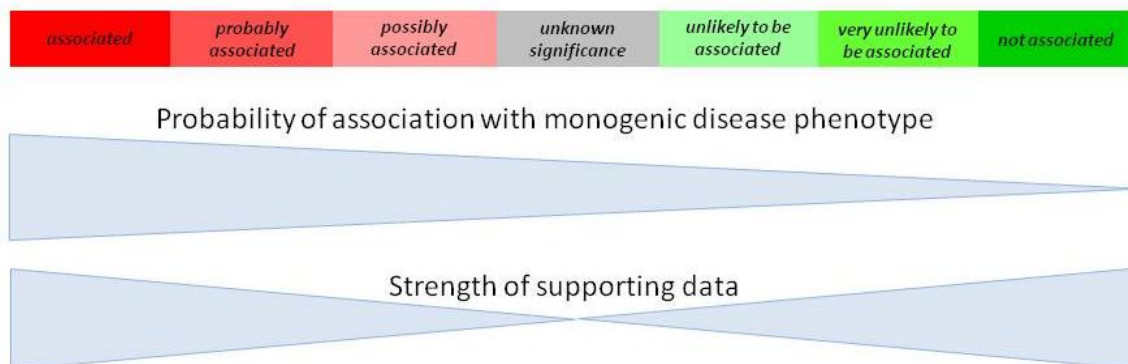 associated
probably
associated
possibly
associated
unknown
significance
unlikely to be
associated
very unlikely to
be associated
not associated
Probability of association with monogenic disease phenotype
Strength of supporting data